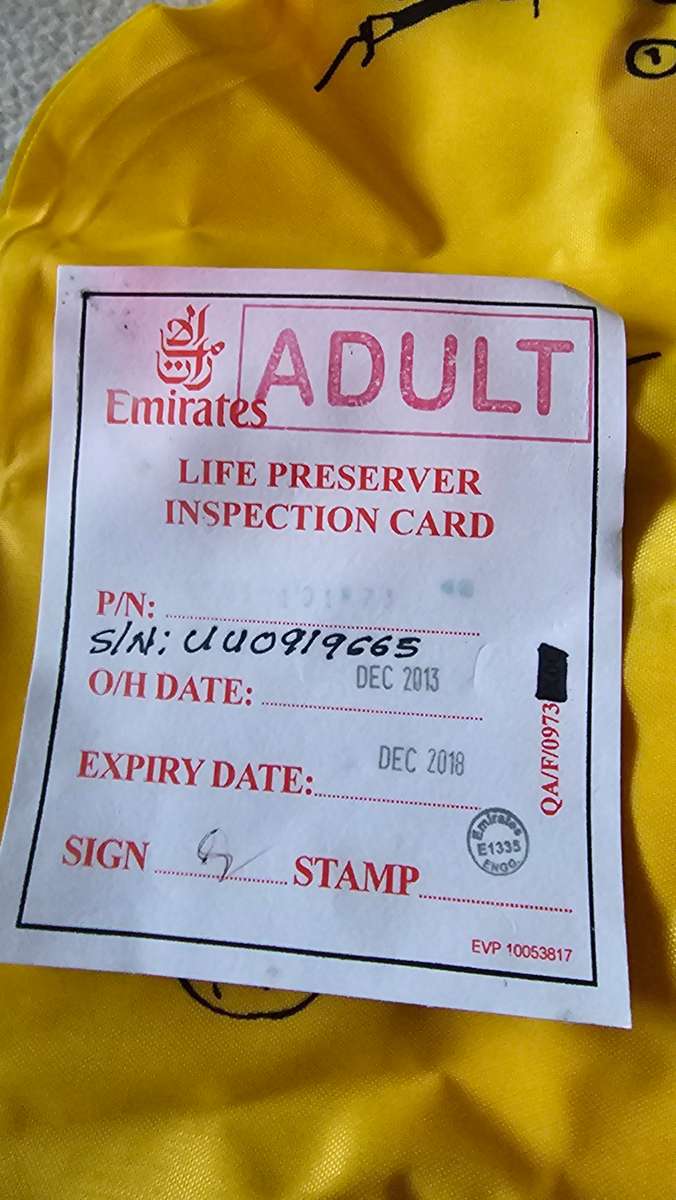 امارات
Emirates
ADULT
LIFE PRESERVER
INSPECTION CARD
P/N:
S/N: UU0919665
O/H DATE: DEC 2013
EXPIRY DATE: DEC 2018
SIGN
STAMP
Emirates
E1335
ENGG.
QA/F/0973
EVP 10053817